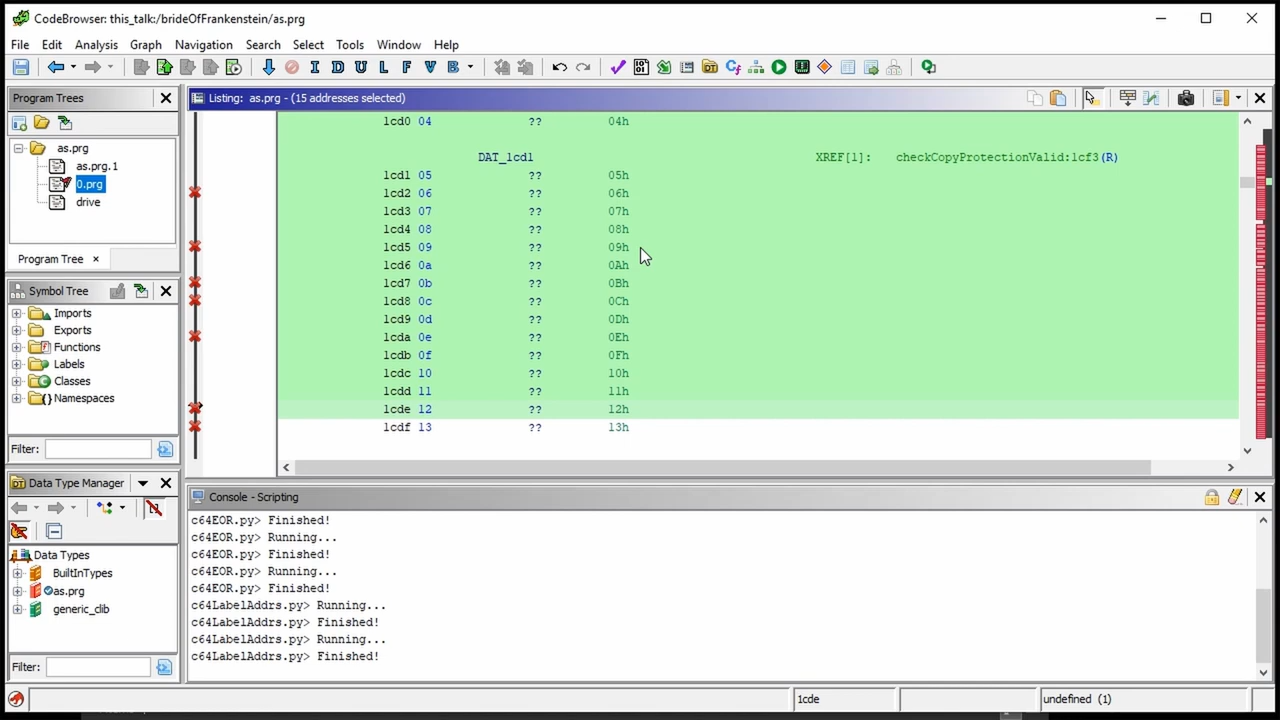 CodeBrowser: this_talk:/brideOfFrankenstein/as.prg
File Edit Analysis Graph Navigation Search Select Tools Window Help
I D U L F V B
Program Trees
as.prg
as.prg.1
0.prg
drive
Program Tree ×
Symbol Tree
Imports
Exports
Functions
Labels
Classes
Namespaces
Filter:
Data Type Manager
Data Types
BuiltInTypes
as.prg
generic_clib
Filter:
Listing: as.prg - (15 addresses selected)
1cd0 04 ?? 04h
DAT_1cd1 XREF[1]: checkCopyProtectionValid:1cf3(R)
1cd1 05 ?? 05h
1cd2 06 ?? 06h
1cd3 07 ?? 07h
1cd4 08 ?? 08h
1cd5 09 ?? 09h
1cd6 0a ?? 0Ah
1cd7 0b ?? 0Bh
1cd8 0c ?? 0Ch
1cd9 0d ?? 0Dh
1cda 0e ?? 0Eh
1cdb 0f ?? 0Fh
1cdc 10 ?? 10h
1cdd 11 ?? 11h
1cde 12 ?? 12h
1cdf 13 ?? 13h
Console - Scripting
c64EOR.py> Finished!
c64EOR.py> Running...
c64EOR.py> Finished!
c64EOR.py> Running...
c64EOR.py> Finished!
c64LabelAddrs.py> Running...
c64LabelAddrs.py> Finished!
c64LabelAddrs.py> Running...
c64LabelAddrs.py> Finished!
1cde
undefined (1)